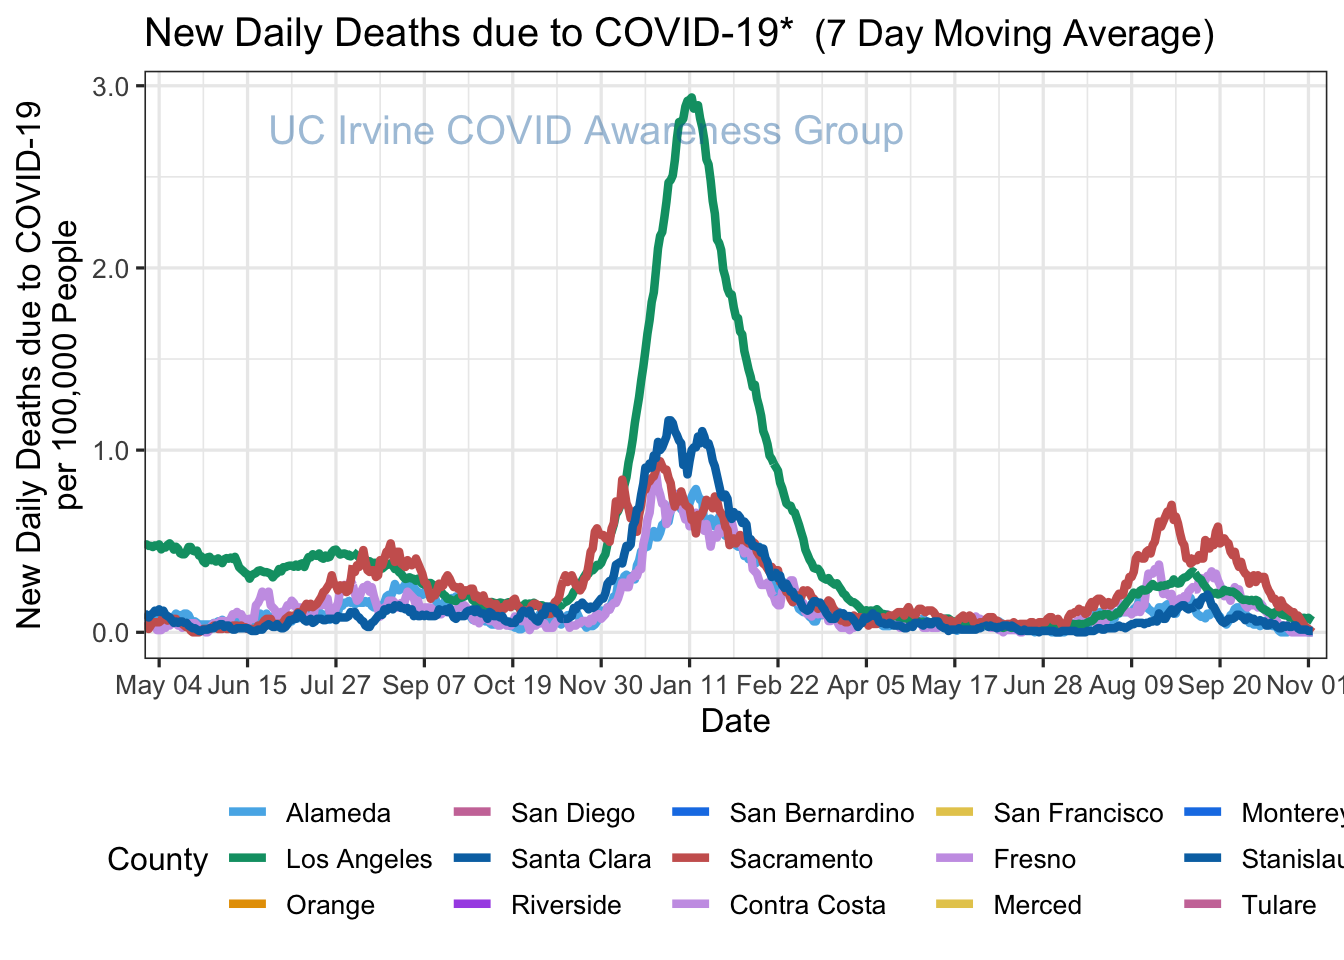 New Daily Deaths due to COVID-19* (7 Day Moving Average)
UC Irvine COVID Awareness Group
New Daily Deaths due to COVID-19
per 100,000 People
3.0
2.0
1.0
0.0
May 04 Jun 15 Jul 27 Sep 07 Oct 19 Nov 30 Jan 11 Feb 22 Apr 05 May 17 Jun 28 Aug 09 Sep 20 Nov 01
Date
County
Alameda San Diego San Bernardino San Francisco Monterey
Los Angeles Santa Clara Sacramento Fresno Stanislau
Orange Riverside Contra Costa Merced Tulare